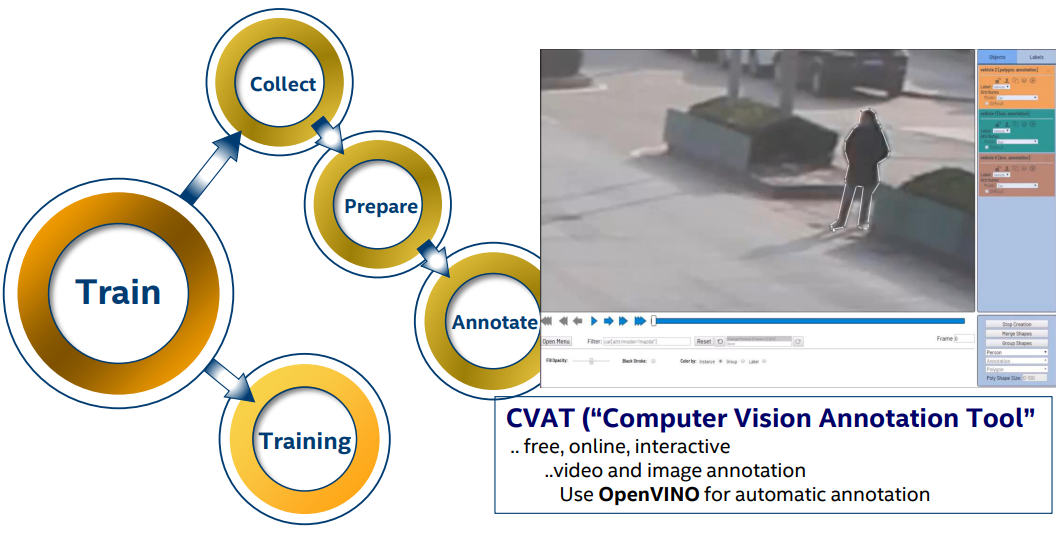 Collect
Prepare
Train
Annotate
Training
Objects
Labels
Open Menu
Filter:
Reset
Frame
Fill Opacity:
Black Stroke:
Color by: Instance Group Label
Stop Creation
Merge Shapes
Group Shapes
Person
Annotation
Polygon
Poly Shape Size:
CVAT (“Computer Vision Annotation Tool”
.. free, online, interactive
..video and image annotation
Use OpenVINO for automatic annotation